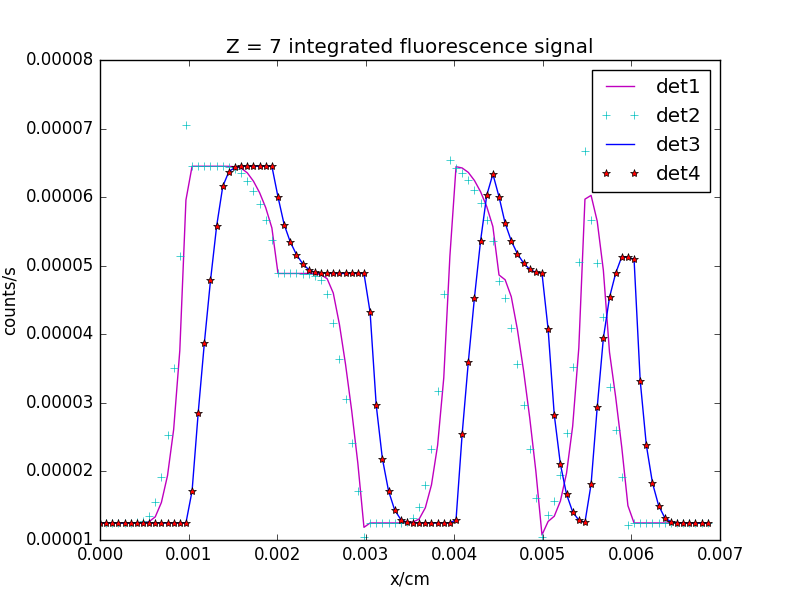 Z = 7 integrated fluorescence signal
0.00008
0.00007
0.00006
0.00005
0.00004
0.00003
0.00002
0.00001
counts/s
det1
det2
det3
det4
0.000 0.001 0.002 0.003 0.004 0.005 0.006 0.007
x/cm